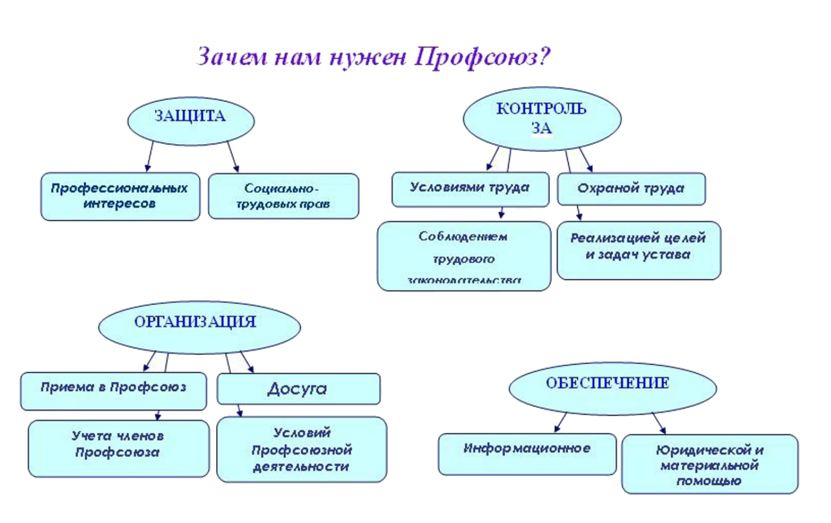 Зачем нам нужен Профсоюз?
ЗАЩИТА
Профессиональных
интересов
Социально-
трудовых прав
КОНТРОЛЬ
ЗА
Условиями труда
Охраной труда
Соблюдением
трудового
законодательства
Реализацией целей
и задач устава
ОРГАНИЗАЦИЯ
Приема в Профсоюз
Досуга
Учета членов
Профсоюза
Условий
Профсоюзной
деятельности
ОБЕСПЕЧЕНИЕ
Информационное
Юридической и
материальной
помощью